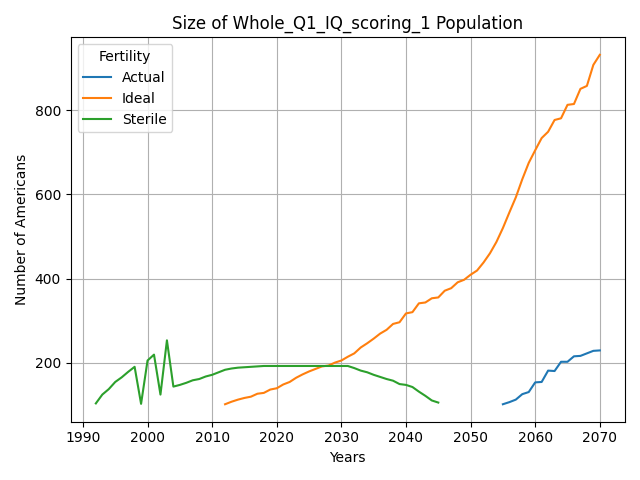 Size of Whole_Q1_IQ_scoring_1 Population
Fertility
Actual
Ideal
Sterile
Number of Americans
800
600
400
200
1990 2000 2010 2020 2030 2040 2050 2060 2070
Years